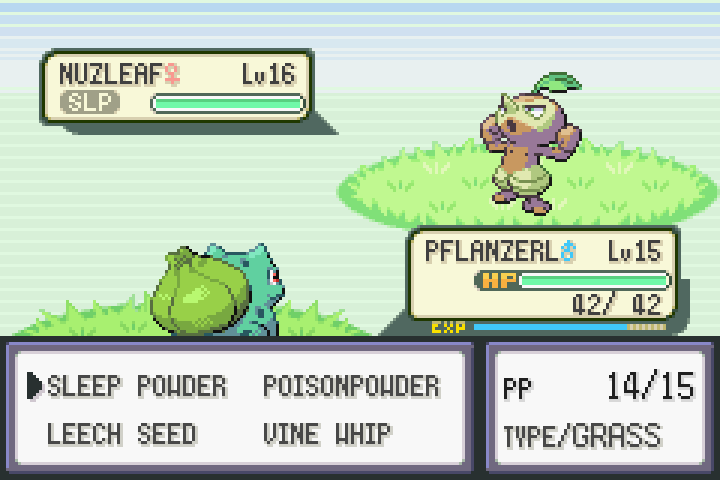 NUZLEAF♀ Lv16
SLP
PFLANZERL♂ Lv15
HP
42/ 42
EXP
▶SLEEP POWDER POISONPOWDER
LEECH SEED VINE WHIP
PP 14/15
TYPE/GRASS